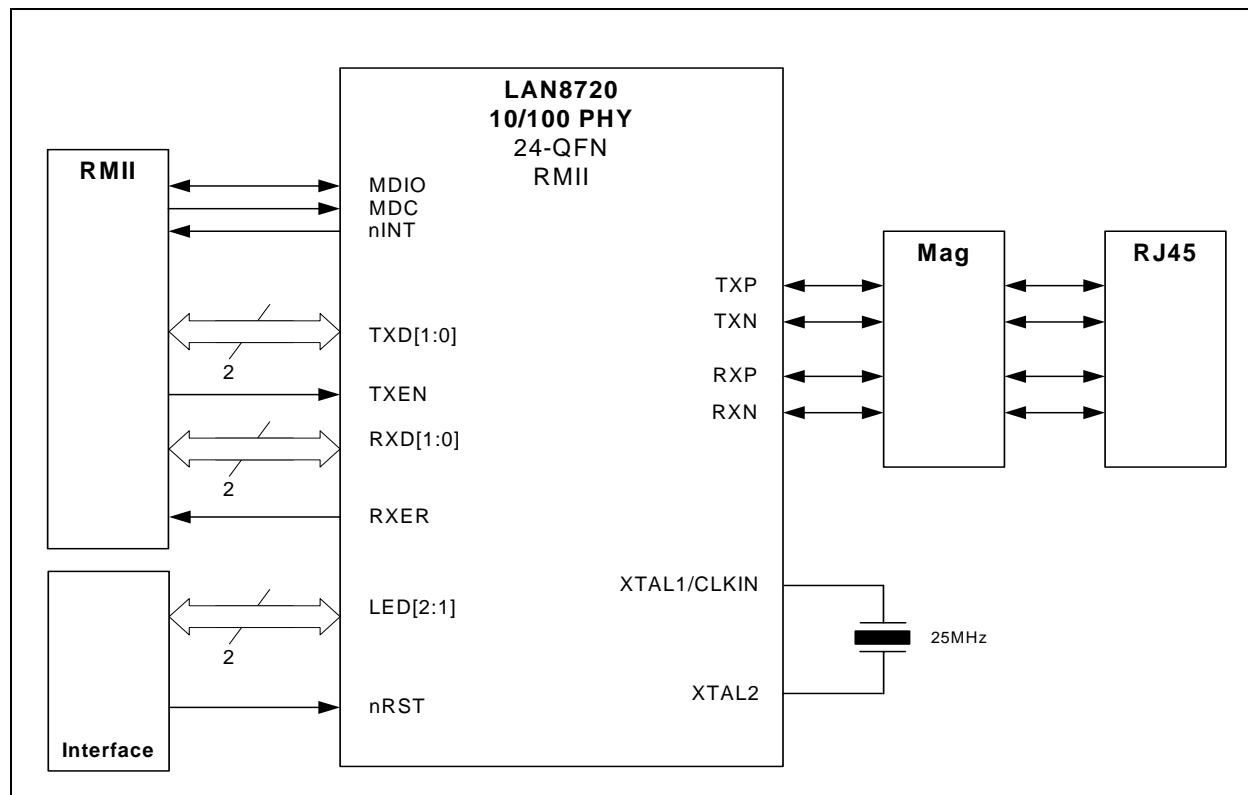 LAN8720
10/100 PHY
24-QFN
RMII
RMII
MDIO
MDC
nINT
TXD[1:0]
2
TXEN
RXD[1:0]
2
RXER
TXP
TXN
RXP
RXN
Mag
RJ45
LED[2:1]
2
nRST
Interface
XTAL1/CLKIN
25MHz
XTAL2